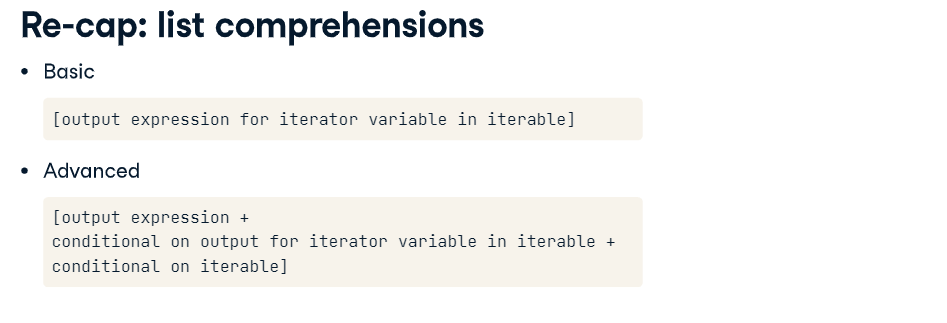 Re-cap: list comprehensions
• Basic
[output expression for iterator variable in iterable]
• Advanced
[output expression +
conditional on output for iterator variable in iterable +
conditional on iterable]